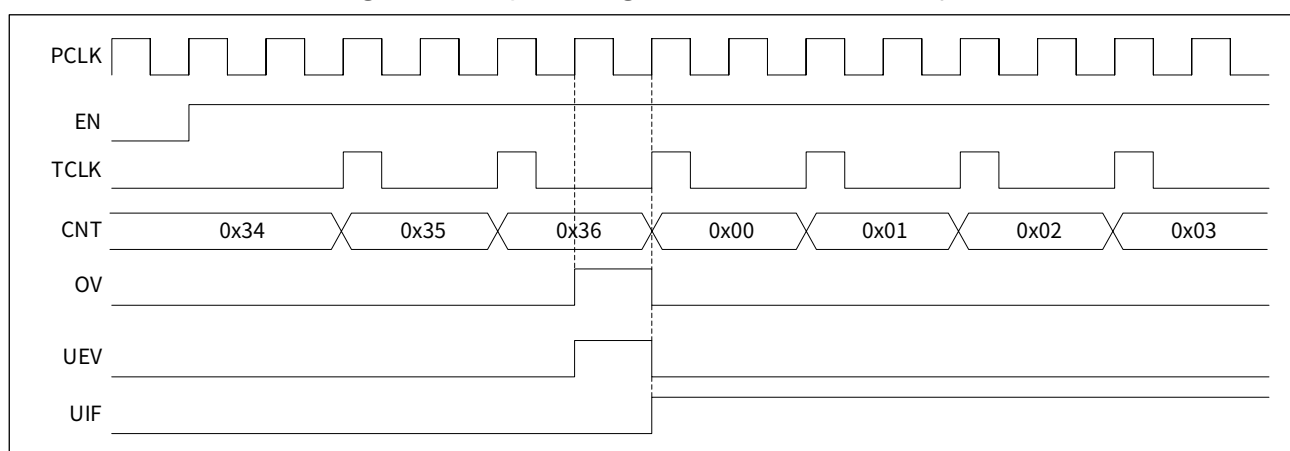 PCLK
EN
TCLK
CNT 0x34 0x35 0x36 0x00 0x01 0x02 0x03
OV
UEV
UIF